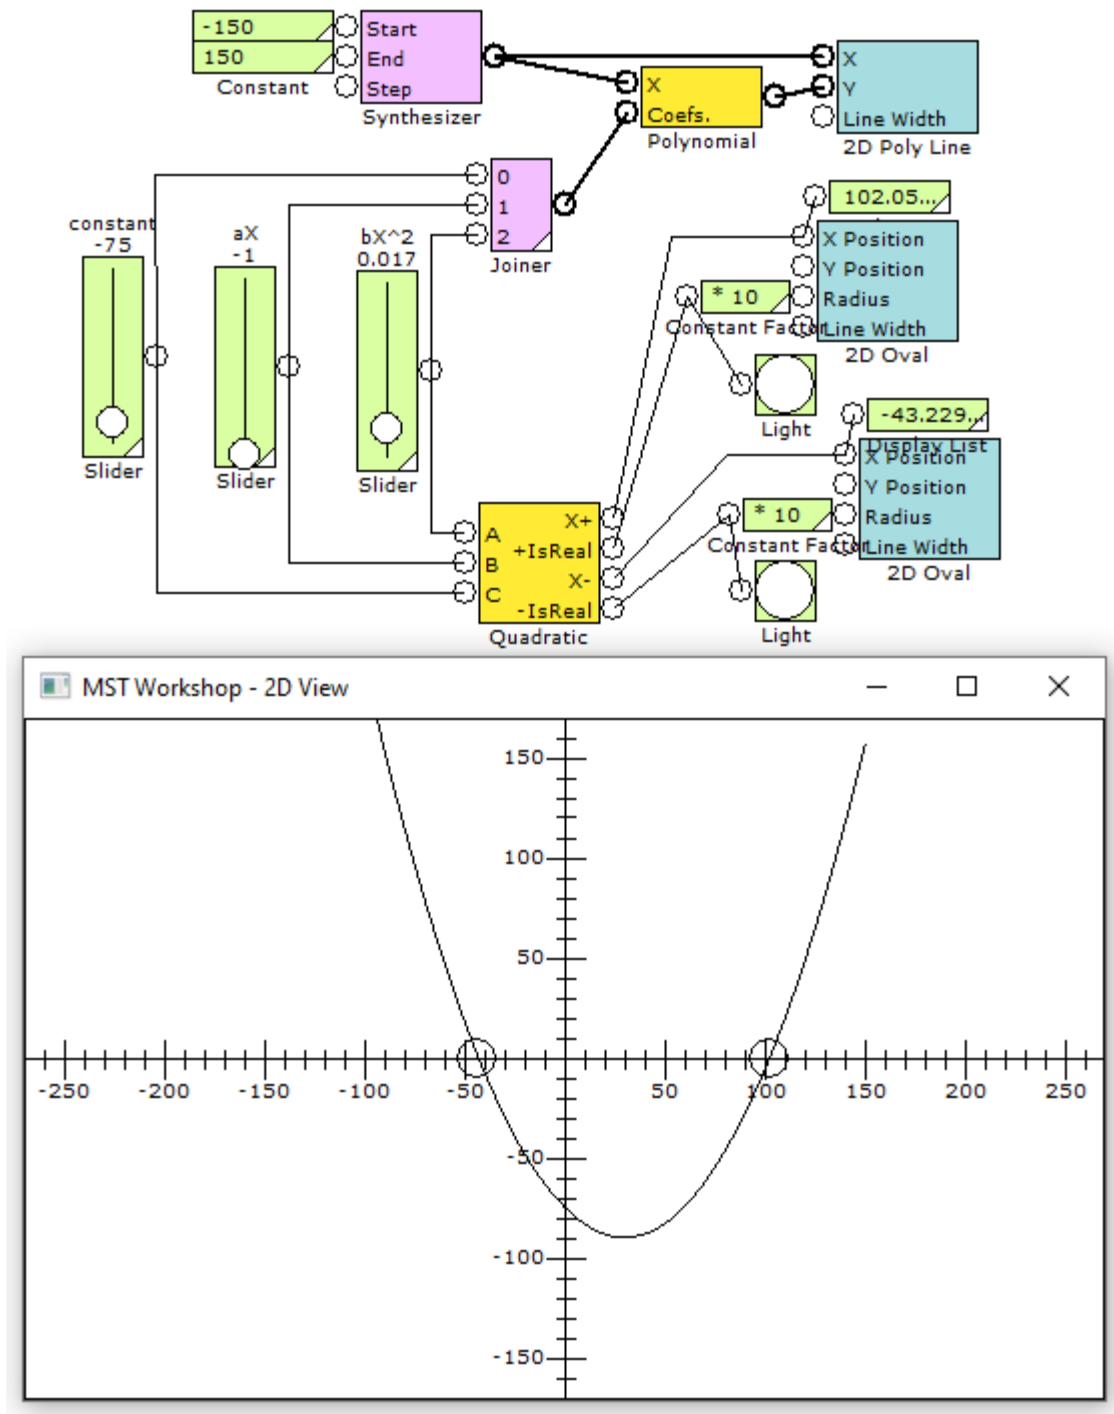 -150
Start
150
End
Constant
Step
Synthesizer
X
Coefs.
Polynomial
X
Y
Line Width
2D Poly Line
0
1
2
Joiner
constant
-75
Slider
aX
-1
Slider
bX^2
0.017
Slider
102.05...
X Position
Y Position
Radius
Line Width
2D Oval
* 10
Constant Factor
Light
-43.229...
Display List
X Position
Y Position
Radius
Line Width
2D Oval
* 10
Constant Factor
Light
A
B
C
X+
+IsReal
X-
-IsReal
Quadratic
MST Workshop - 2D View
150
100
50
-250 -200 -150 -100 -50 50 100 150 200 250
-50
-100
-150